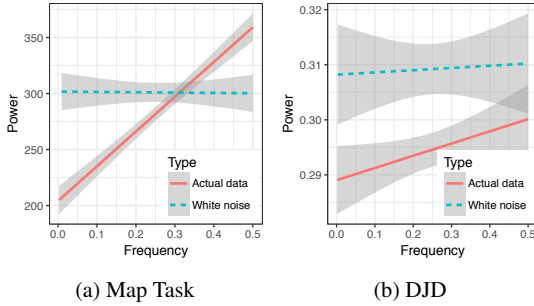 350
300
250
200
Power
Type
Actual data
White noise
0.0 0.1 0.2 0.3 0.4 0.5
Frequency
(a) Map Task
0.32
0.31
0.30
0.29
Power
Type
Actual data
White noise
0.0 0.1 0.2 0.3 0.4 0.5
Frequency
(b) DJD